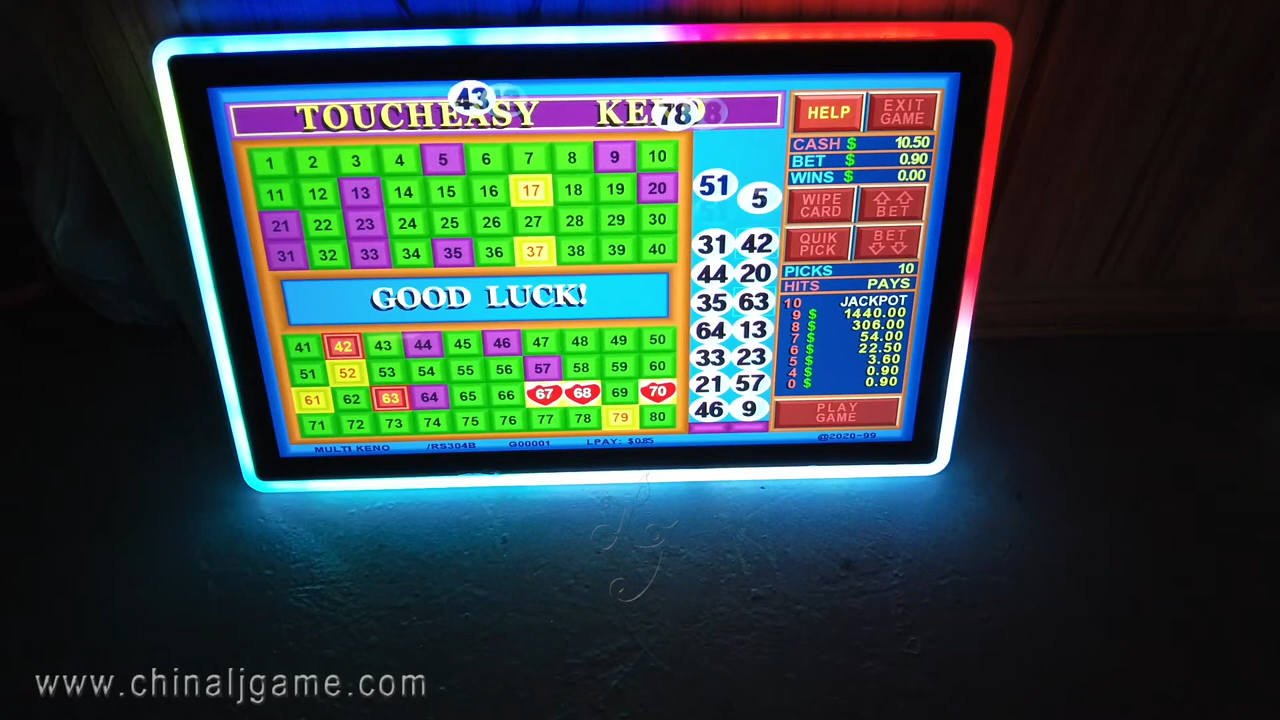 43
TOUCHEASY KENO
78
1 2 3 4 5 6 7 8 9 10
11 12 13 14 15 16 17 18 19 20
21 22 23 24 25 26 27 28 29 30
31 32 33 34 35 36 37 38 39 40
GOOD LUCK!
41 42 43 44 45 46 47 48 49 50
51 52 53 54 55 56 57 58 59 60
61 62 63 64 65 66 67 68 69 70
71 72 73 74 75 76 77 78 79 80
MULTI KENO /RS304B G00001 LPAY: $0.85
51 5
31 42
44 20
35 63
64 13
33 23
21 57
46 9
HELP
EXIT
GAME
CASH $ 10.50
BET $ 0.90
WINS $ 0.00
WIPE
CARD
BET
QUIK
PICK
BET
PICKS 10
HITS PAYS
10 JACKPOT
9 $ 1440.00
8 $ 306.00
7 $ 54.00
6 $ 22.50
5 $ 3.60
4 $ 0.90
0 $ 0.90
PLAY
GAME
@2020-99
www.chinaljgame.com